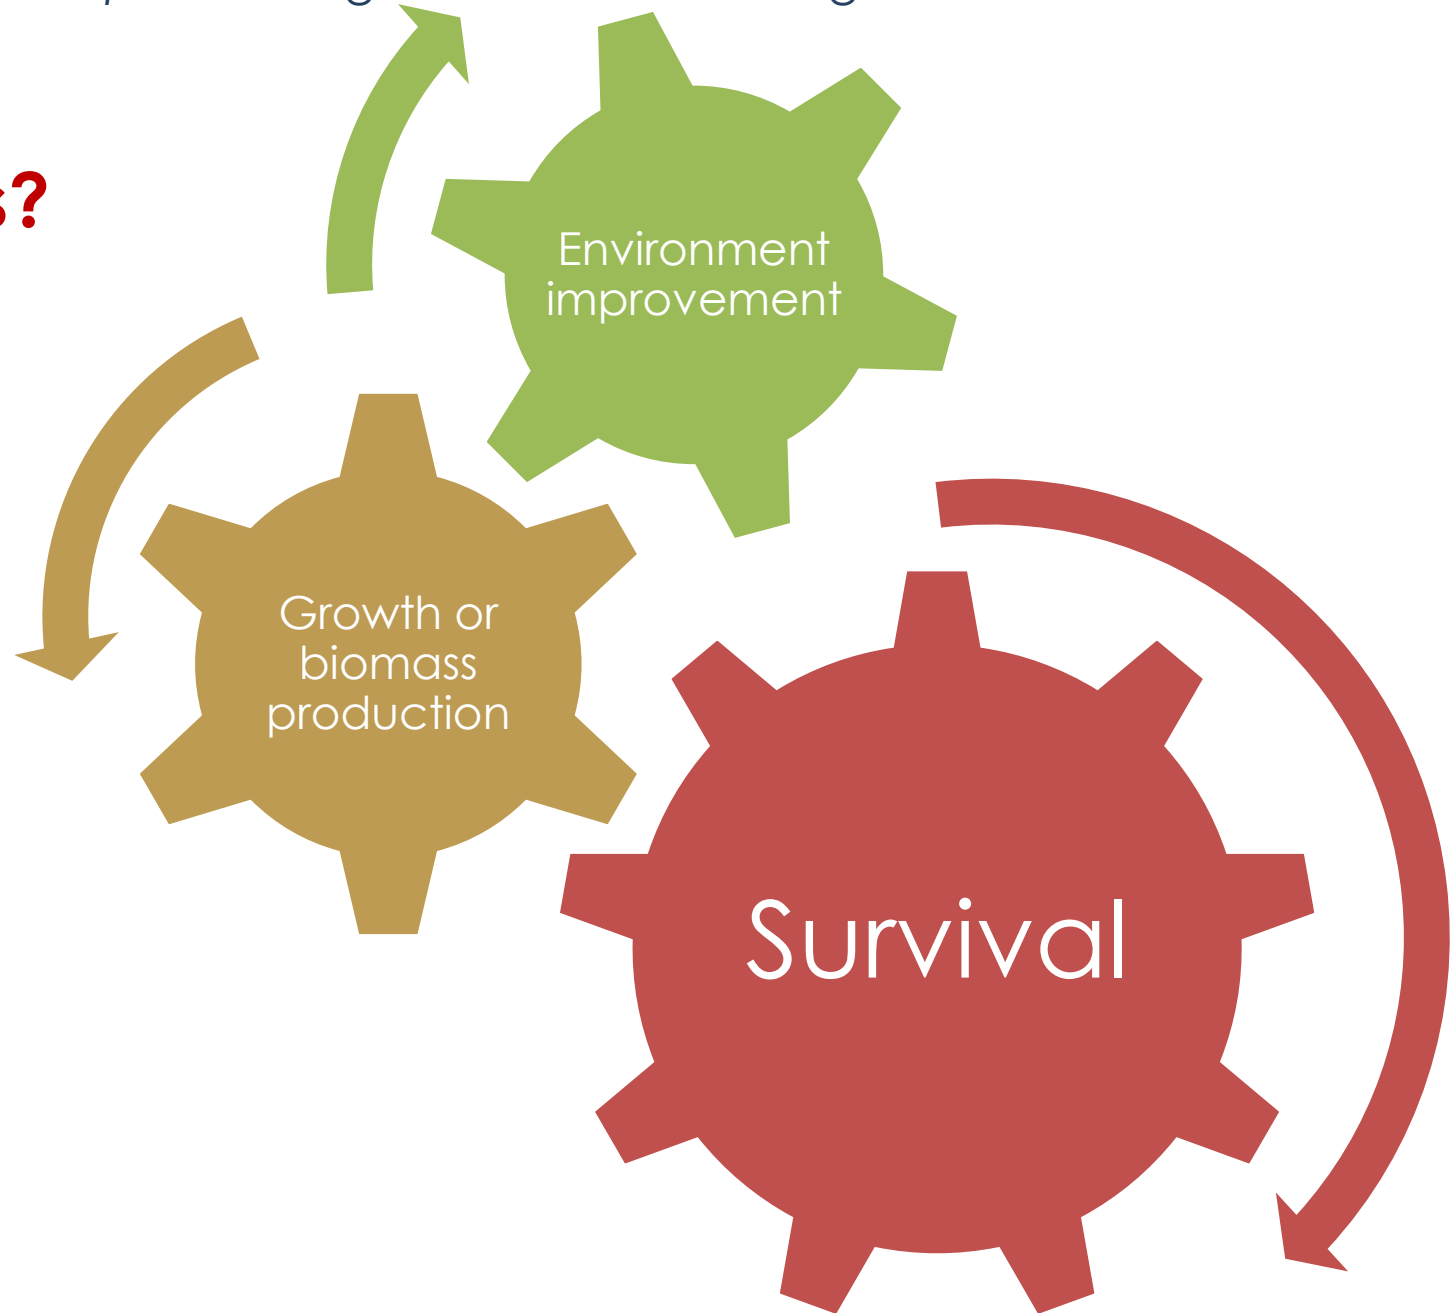 s?
Environment
improvement
Growth or
biomass
production
Survival